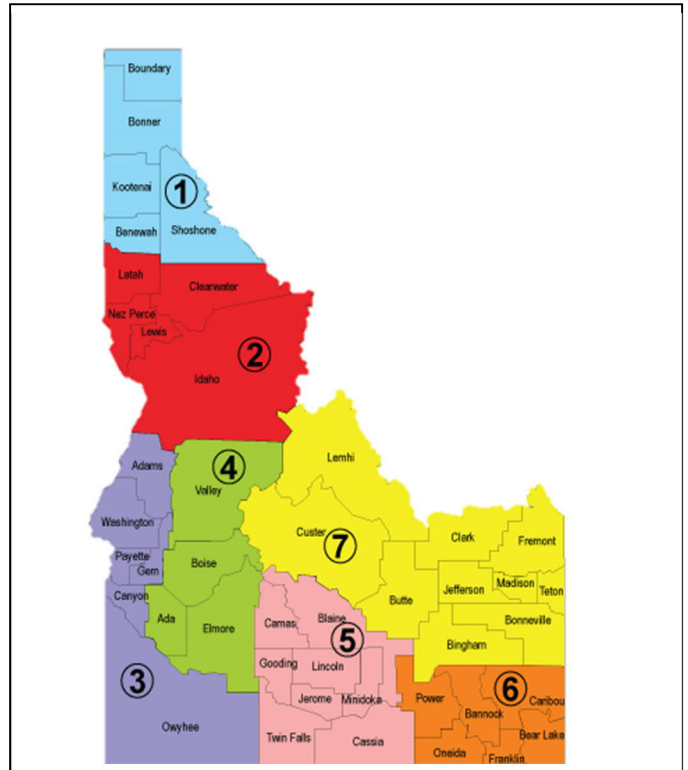 Boundary
Bonner
Kootenai
1
Benewah
Shoshone
Latah
Clearwater
Nez Perce
Lewis
2
Idaho
Adams
4
Valley
Lemhi
Washington
Custer
7
Clark
Fremont
Payette
Gem
Boise
Canyon
Butte
Jefferson
Madison
Teton
Ada
Elmore
Camas
Blaine
5
Bonneville
Bingham
Gooding
Lincoln
3
Jerome
Minidoka
Power
6
Caribou
Bannock
Owyhee
Twin Falls
Cassia
Bear Lake
Oneida
Franklin